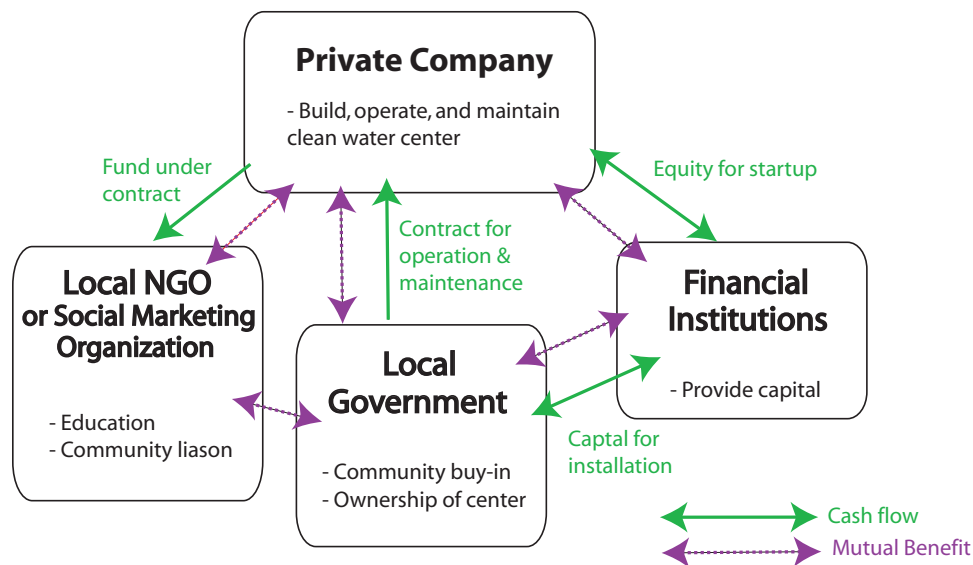 Private Company
- Build, operate, and maintain
clean water center
Fund under
contract
Equity for startup
Contract for
operation &
maintenance
Local NGO
or Social Marketing
Organization
- Education
- Community liason
Local
Government
- Community buy-in
- Ownership of center
Financial
Institutions
- Provide capital
Captal for
installation
Cash flow
Mutual Benefit